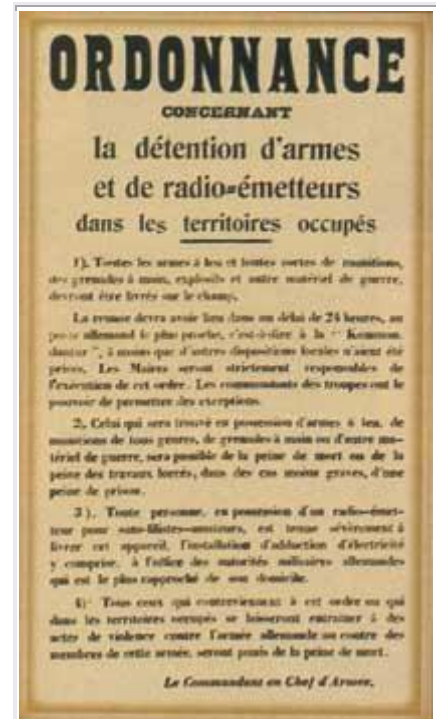 ORDONNANCE
CONCERNANT
la détention d'armes
et de radio-émetteurs
dans les territoires occupés
1). Toutes les armes à feu et toutes sortes de munitions,
des grenades à main, explosifs et autre matériel de guerre,
devront être livrés sur le champ.
La remise devra avoir lieu dans un délai de 24 heures, au
poste allemand le plus proche, c'est-à-dire à la " Komman-
dantur ", à moins que d'autres dispositions locales n'aient été
prises. Les Maires seront strictement responsables de
l'exécution de cet ordre. Les commandants des troupes ont le
pouvoir de permettre des exceptions.
2). Celui qui sera trouvé en possession d'armes à feu, de
munitions de tous genres, de grenades à main ou d'autre ma-
tériel de guerre, sera passible de la peine de mort ou de la
peine des travaux forcés, dans des cas moins graves, d'une
peine de prison.
3). Toute personne, en possession d'un radio-émet-
teur pour est tenue sévèrement à
livrer cet appareil, l'installation d'adduction d'électricité
y comprise, à l'office des autorités militaires allemandes
qui est le plus rapproché de son domicile.
4) Tous ceux qui contreviennent à cet ordre ou qui
dans les territoires occupés se laisseront entraîner à des
actes de violence contre l'armée allemande ou contre des
membres de cette armée, seront punis de la peine de mort.
Le Commandant en Chef d'Armée.